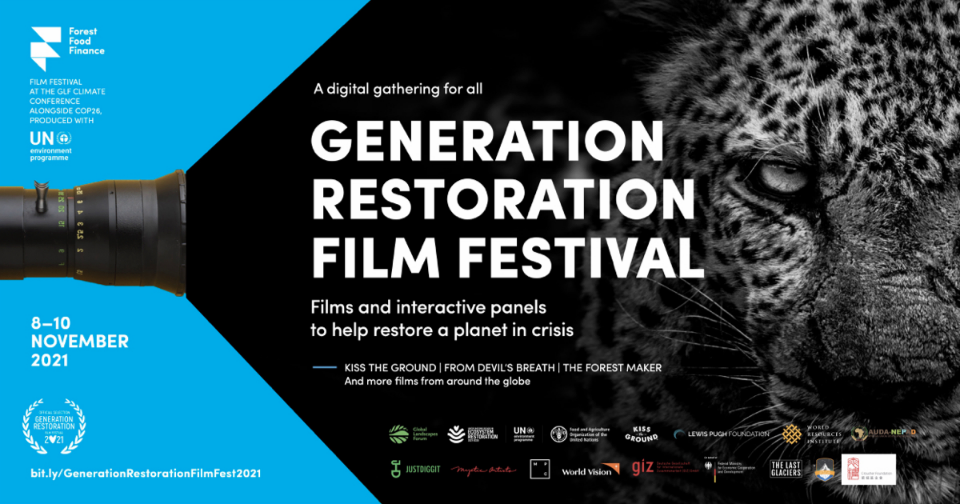 Forest
Food
Finance
FILM FESTIVAL
AT THE GLF CLIMATE
CONFERENCE
ALONGSIDE COP26,
PRODUCED WITH
UN
environment
programme
8–10
NOVEMBER
2021
GENERATION
RESTORATION
2021
bit.ly/GenerationRestorationFilmFest2021
A digital gathering for all
GENERATION
RESTORATION
FILM FESTIVAL
Films and interactive panels
to help restore a planet in crisis
KISS THE GROUND | FROM DEVIL'S BREATH | THE FOREST MAKER
And more films from around the globe
Global
Landscapes
Forum
ECOSYSTEM
RESTORATION
UN
environment
programme
Food and Agriculture
Organization of the
United Nations
KISS
THE
GROUND
LEWIS PUGH FOUNDATION
WORLD
RESOURCES
INSTITUTE
AUDA-NEPAD
JUSTDIGGIT
World Vision
giz
THE LAST
GLACIERS